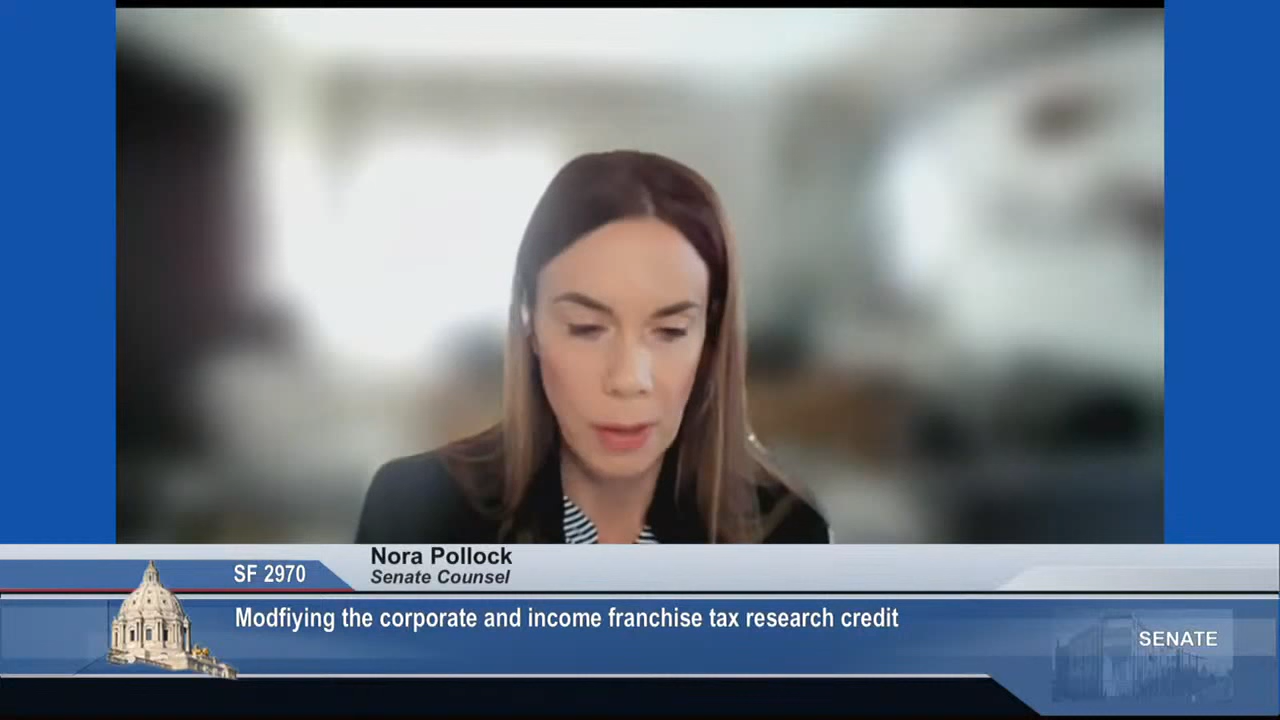 Nora Pollock
SF 2970
Senate Counsel
Modfiying the corporate and income franchise tax research credit
SENATE